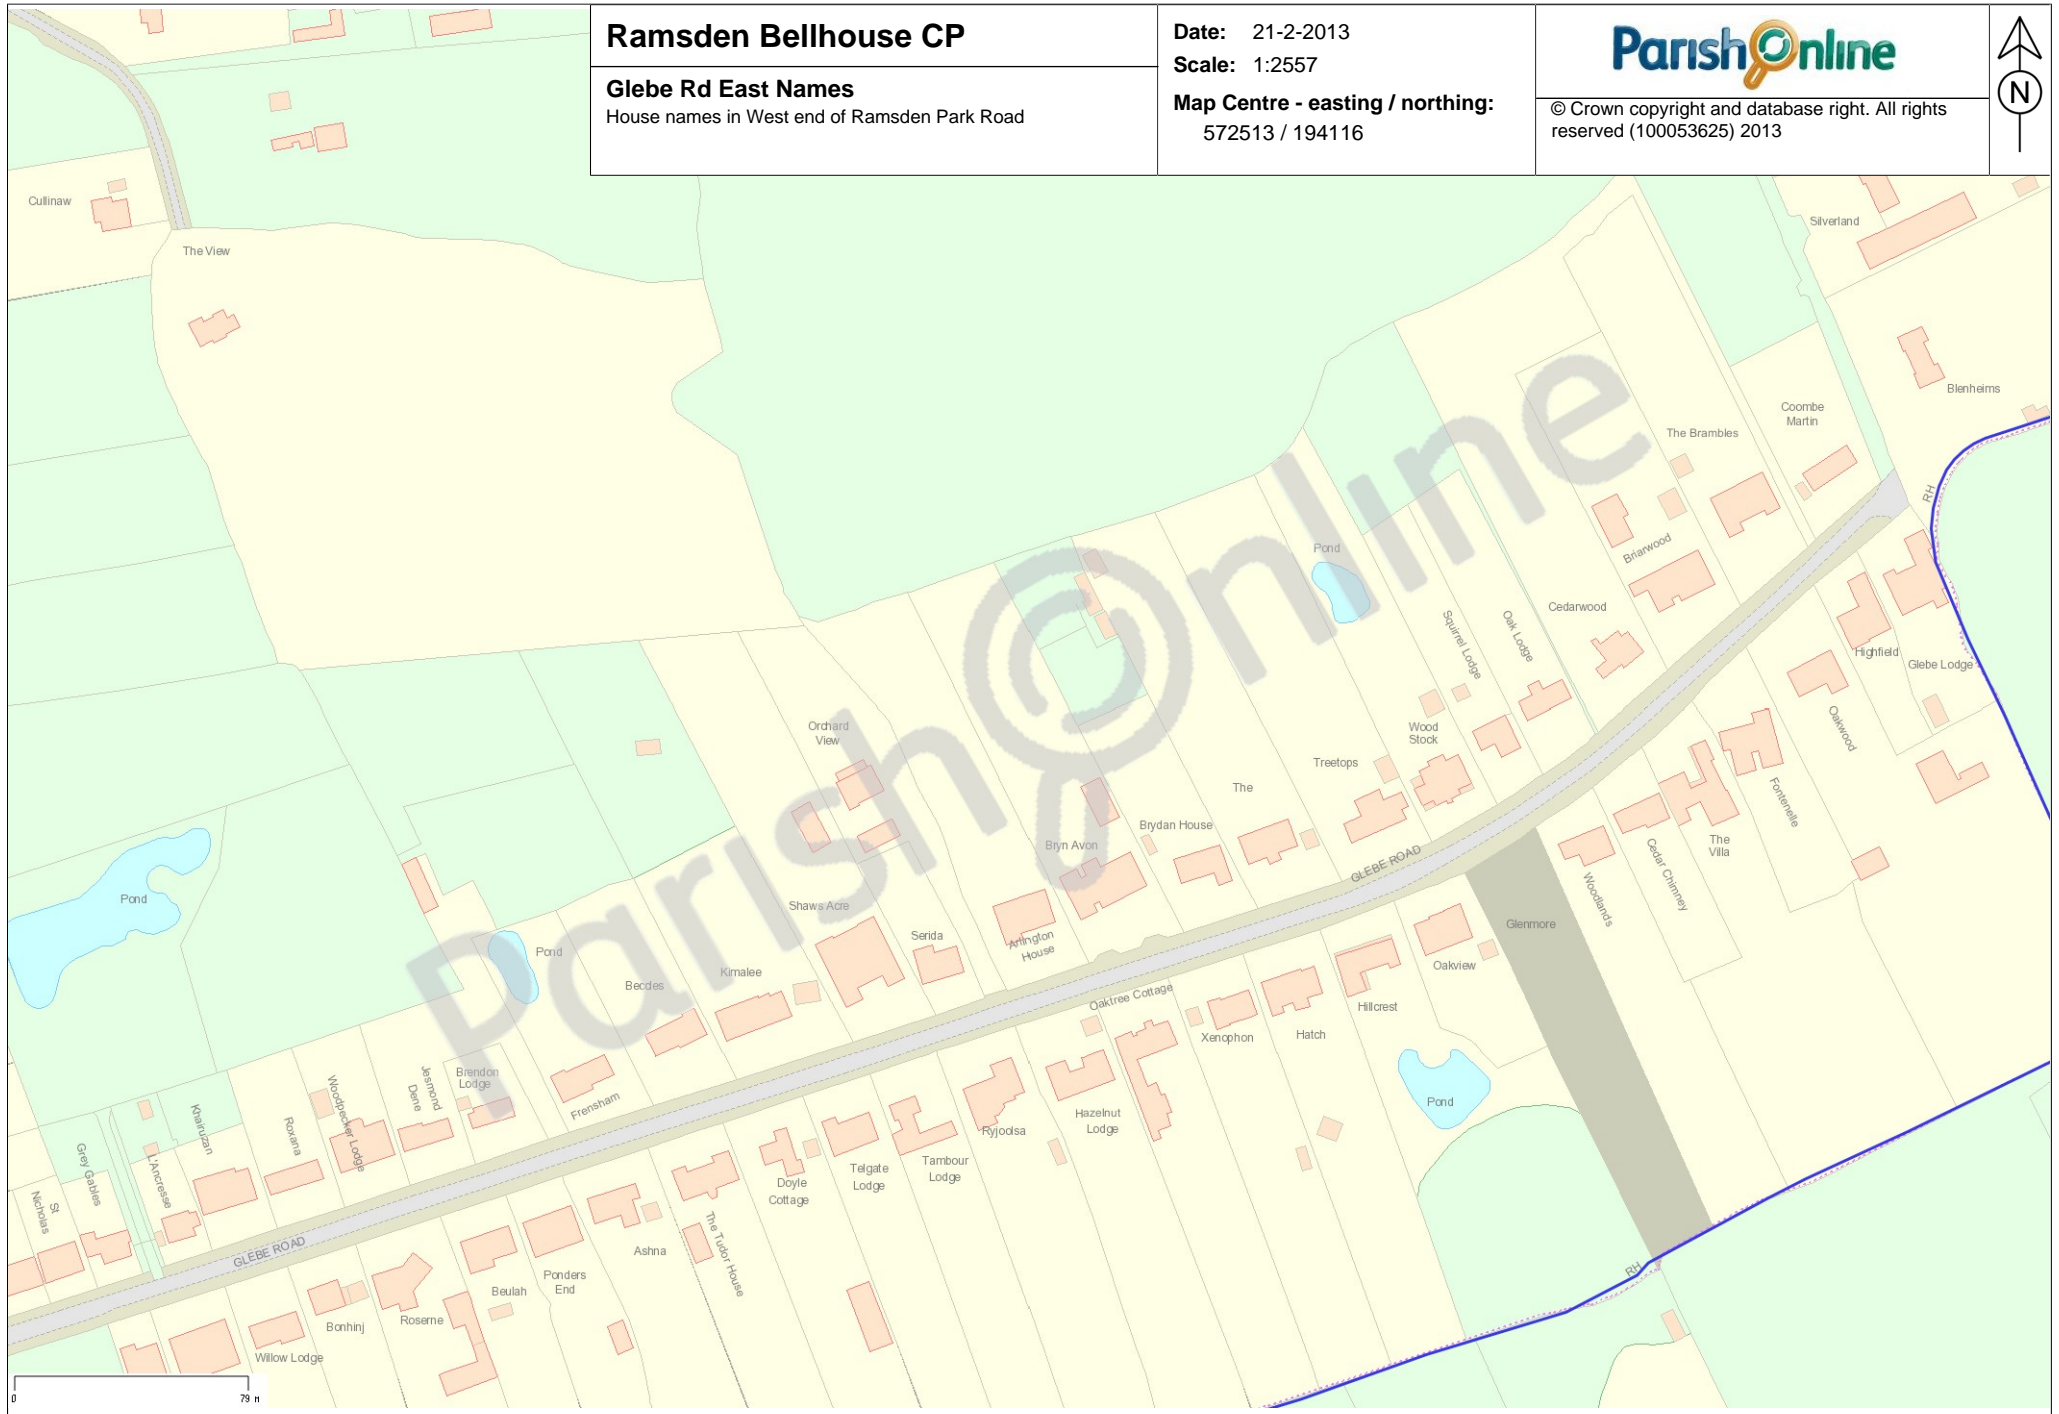 Ramsden Bellhouse CP
Glebe Rd East Names
House names in West end of Ramsden Park Road
Date: 21-2-2013
Scale: 1:2557
Map Centre - easting / northing:
572513 / 194116
ParishOnline
© Crown copyright and database right. All rights
reserved (100053625) 2013
N
Cullinaw
The View
Silverland
Blenheims
Coombe
Martin
The Brambles
RH
Briarwood
Pond
Cedarwood
Squirrel Lodge
Oak Lodge
Highfield
Glebe Lodge
Oakwood
Orchard
View
Wood
Stock
Treetops
The
Fontenelle
Brydan House
Bryn Avon
The
Villa
Cedar Chimney
GLEBE ROAD
Woodlands
Pond
Shaws Acre
Serida
Arlington
House
Glenmore
Pond
Kimalee
Beccles
Oakview
Oaktree Cottage
Hillcrest
Xenophon
Hatch
Brendon
Lodge
Jesmond
Dene
Woodpecker Lodge
Frensham
Pond
Roxana
Khairuzan
Hazelnut
Lodge
Ryjoolsa
L'Ancresse
Grey Gables
St
Nicholas
Tambour
Lodge
Telgate
Lodge
Doyle
Cottage
The Tudor House
GLEBE ROAD
Ashna
Ponders
End
Beulah
RH
Roserne
Bonhinj
Willow Lodge
0
79 M
Parish Online